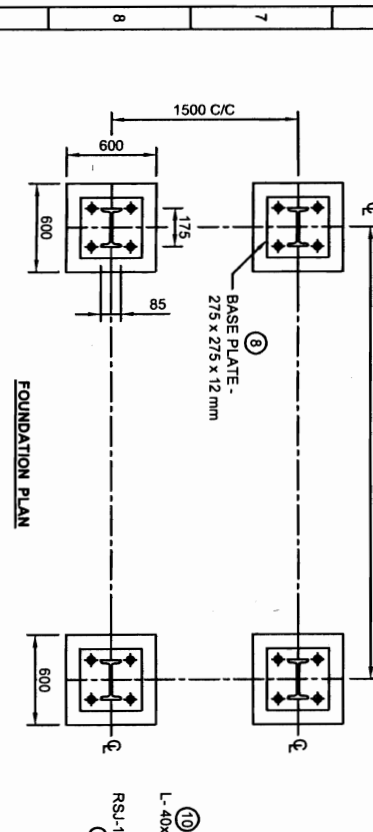 8
7
1500 C/C
600
600
175
85
℄
8
BASE PLATE -
275 x 275 x 12 mm
FOUNDATION PLAN
600
℄
℄
10
L- 40x
RSJ-1